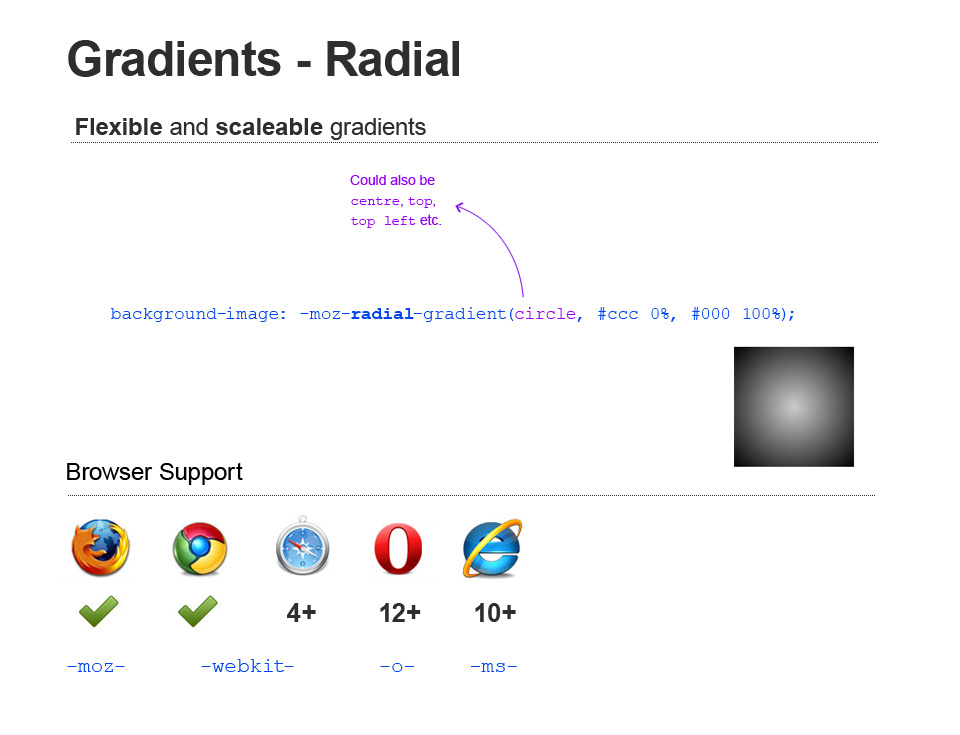 Gradients - Radial
Flexible and scaleable gradients
Could also be
centre, top,
top left etc.
background-image: -moz-radial-gradient(circle, #ccc 0%, #000 100%);
Browser Support
4+ 12+ 10+
-moz- -webkit- -o- -ms-